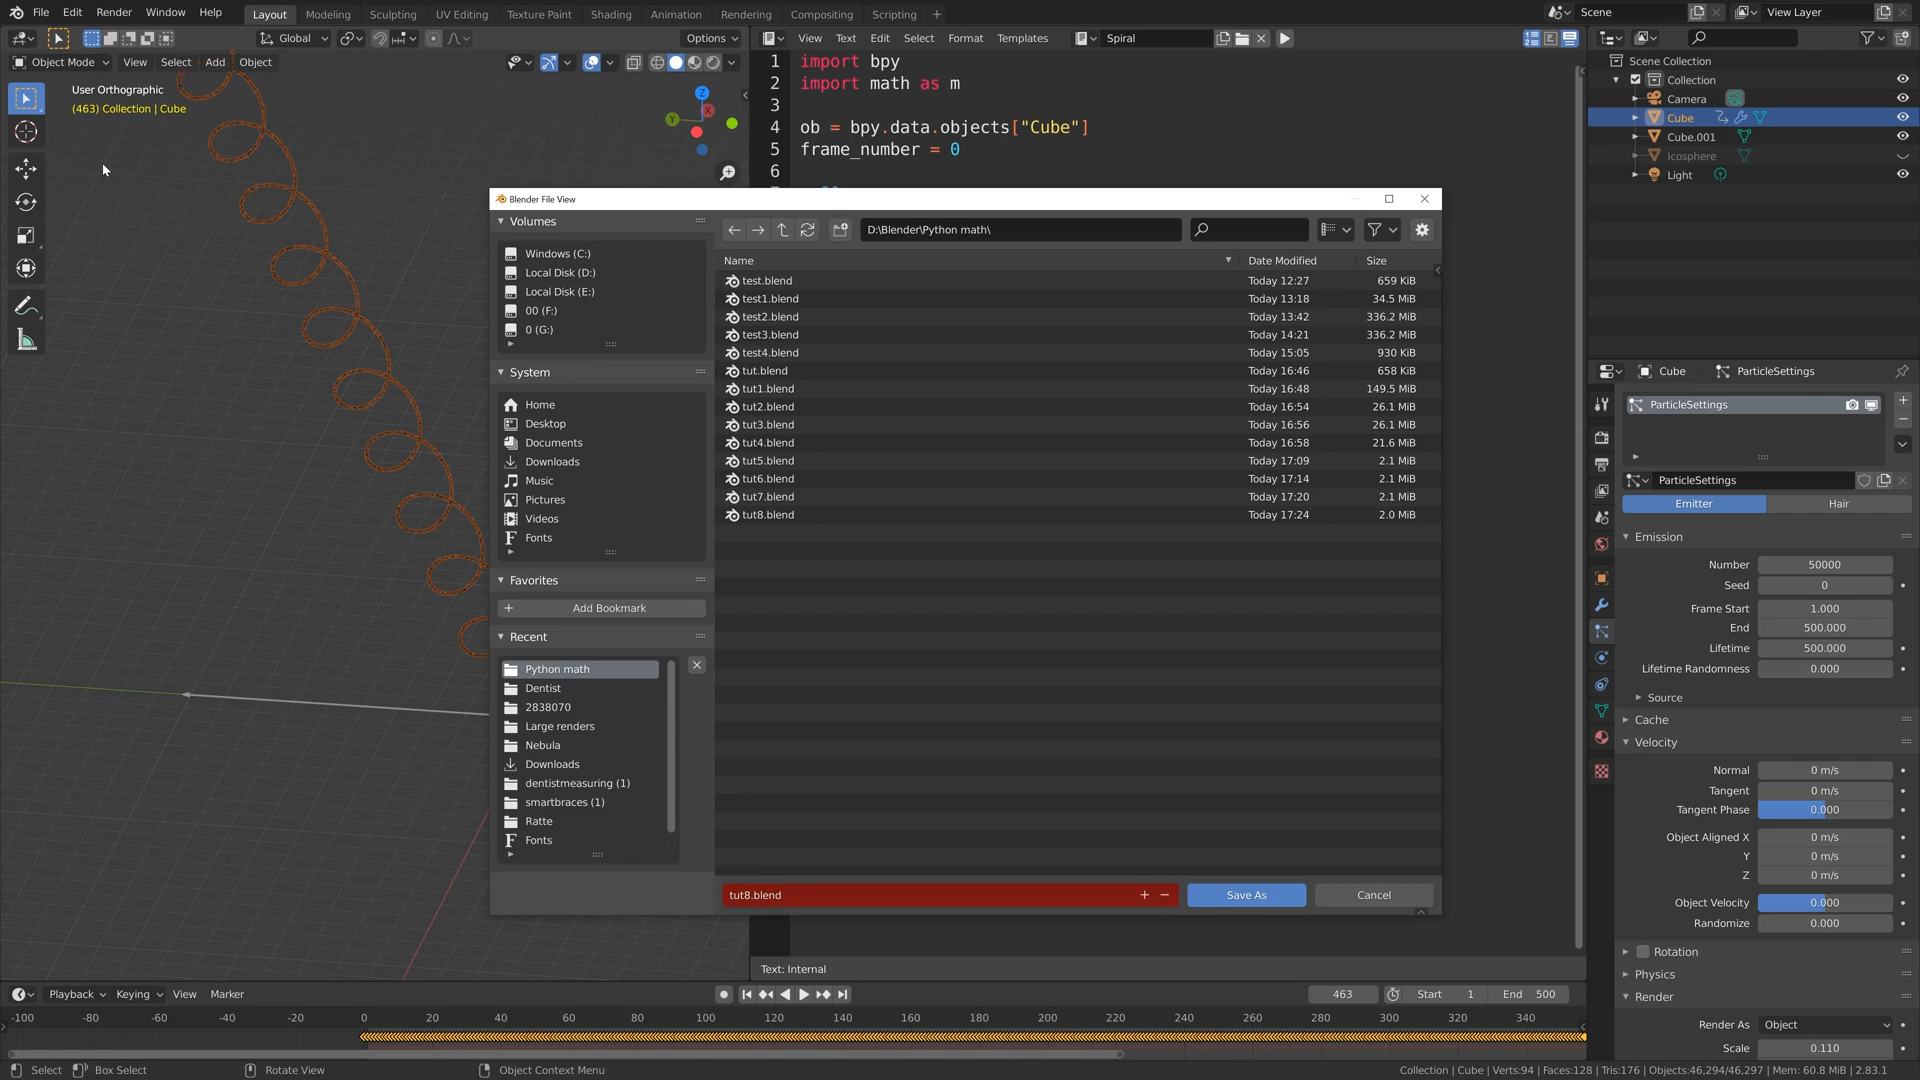 File Edit Render Window Help Layout Modeling Sculpting UV Editing Texture Paint Shading Animation Rendering Compositing Scripting + Scene View Layer
Global Options View Text Edit Select Format Templates Spiral
Object Mode View Select Add Object
User Orthographic
(463) Collection | Cube
Z
X
Y
1 import bpy
2 import math as m
3
4 ob = bpy.data.objects["Cube"]
5 frame_number = 0
6
Scene Collection
Collection
Camera
Cube
Cube.001
Icosphere
Light
Blender File View
Volumes
Windows (C:)
Local Disk (D:)
Local Disk (E:)
00 (F:)
0 (G:)
System
Home
Desktop
Documents
Downloads
Music
Pictures
Videos
Fonts
Favorites
Add Bookmark
Recent
Python math
Dentist
2838070
Large renders
Nebula
Downloads
dentistmeasuring (1)
smartbraces (1)
Ratte
Fonts
D:\Blender\Python math\
Name Date Modified Size
test.blend Today 12:27 659 KiB
test1.blend Today 13:18 34.5 MiB
test2.blend Today 13:42 336.2 MiB
test3.blend Today 14:21 336.2 MiB
test4.blend Today 15:05 930 KiB
tut.blend Today 16:46 658 KiB
tut1.blend Today 16:48 149.5 MiB
tut2.blend Today 16:54 26.1 MiB
tut3.blend Today 16:56 26.1 MiB
tut4.blend Today 16:58 21.6 MiB
tut5.blend Today 17:09 2.1 MiB
tut6.blend Today 17:14 2.1 MiB
tut7.blend Today 17:20 2.1 MiB
tut8.blend Today 17:24 2.0 MiB
tut8.blend + − Save As Cancel
Cube ParticleSettings
ParticleSettings
ParticleSettings
Emitter Hair
Emission
Number 50000
Seed 0
Frame Start 1.000
End 500.000
Lifetime 500.000
Lifetime Randomness 0.000
Source
Cache
Velocity
Normal 0 m/s
Tangent 0 m/s
Tangent Phase 0.000
Object Aligned X 0 m/s
Y 0 m/s
Z 0 m/s
Object Velocity 0.000
Randomize 0.000
Rotation
Physics
Render
Render As Object
Scale 0.110
Text: Internal
Playback Keying View Marker 463 Start 1 End 500
-100 -80 -60 -40 -20 0 20 40 60 80 100 120 140 160 180 200 220 240 260 280 300 320 340
Select Box Select Rotate View Object Context Menu Collection | Cube | Verts:94 | Faces:128 | Tris:176 | Objects:46,294/46,297 | Mem: 60.8 MiB | 2.83.1